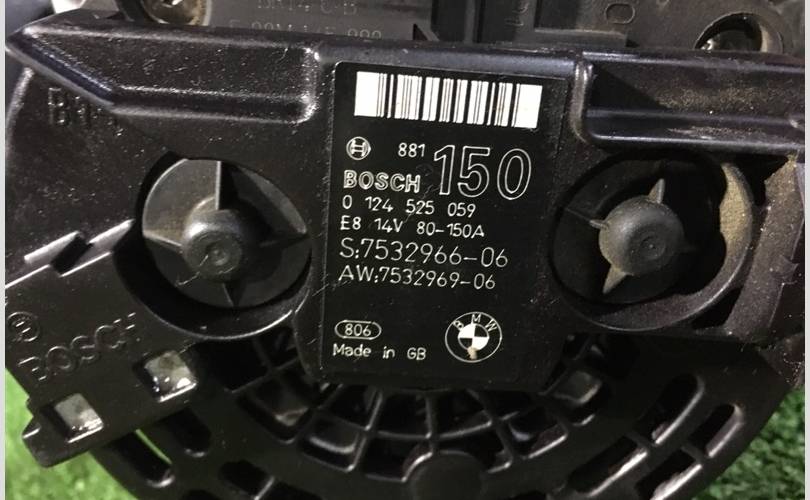 881 150
BOSCH
0 124 525 059
E8 14V 80-150A
S:7532966-06
AW:7532969-06
806
BMW
Made in GB
BOSCH